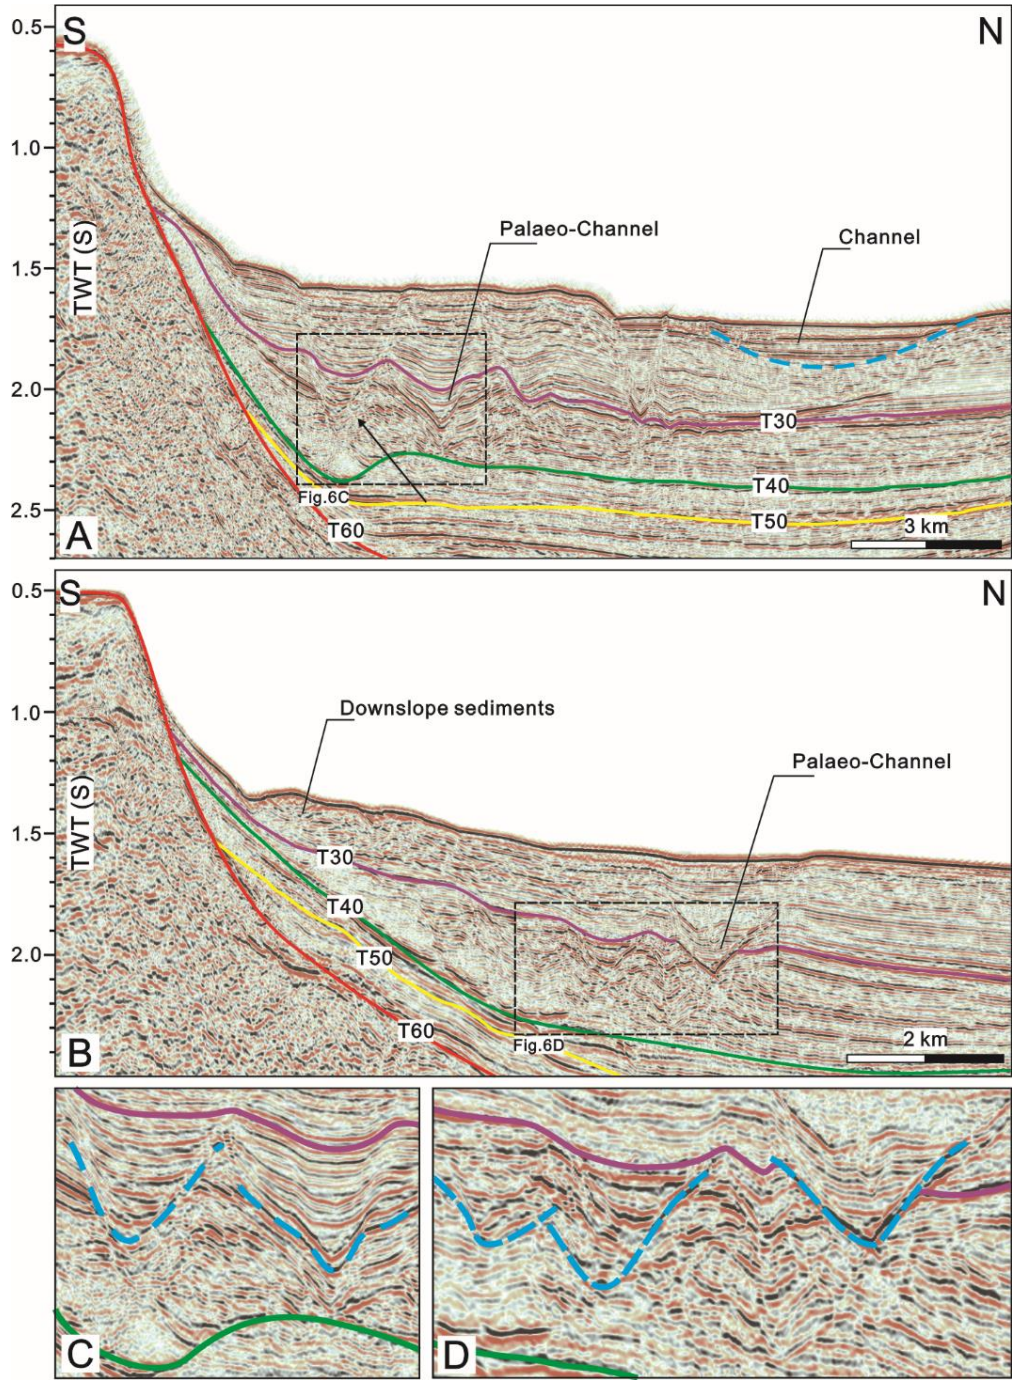 S
N
0.5
1.0
1.5
2.0
2.5
TWT (S)
Palaeo-Channel
Channel
T30
T40
T50
T60
Fig.6C
3 km
A
S
N
0.5
1.0
1.5
2.0
TWT (S)
Downslope sediments
Palaeo-Channel
T30
T40
T50
T60
Fig.6D
2 km
B
C
D